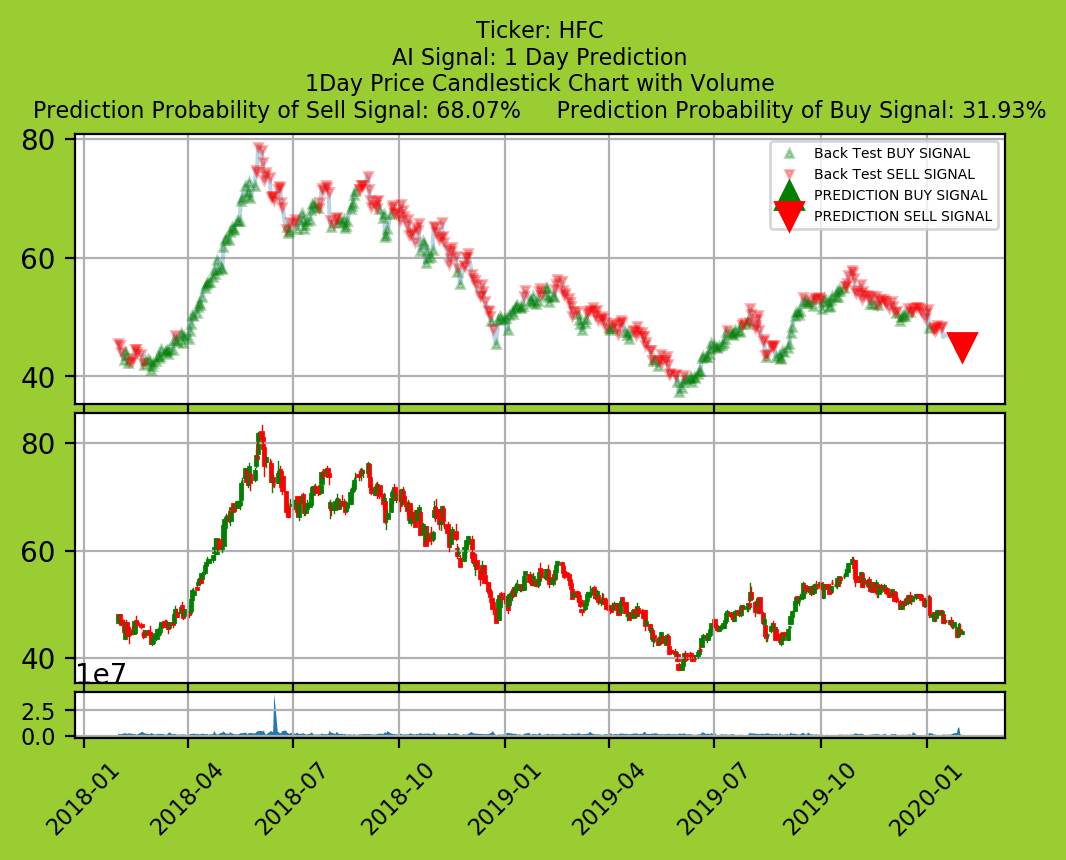 Ticker: HFC
AI Signal: 1 Day Prediction
1Day Price Candlestick Chart with Volume
Prediction Probability of Sell Signal: 68.07% Prediction Probability of Buy Signal: 31.93%
80
60
40
Back Test BUY SIGNAL
Back Test SELL SIGNAL
PREDICTION BUY SIGNAL
PREDICTION SELL SIGNAL
80
60
40
1e7
2.5
0.0
2018-01 2018-04 2018-07 2018-10 2019-01 2019-04 2019-07 2019-10 2020-01